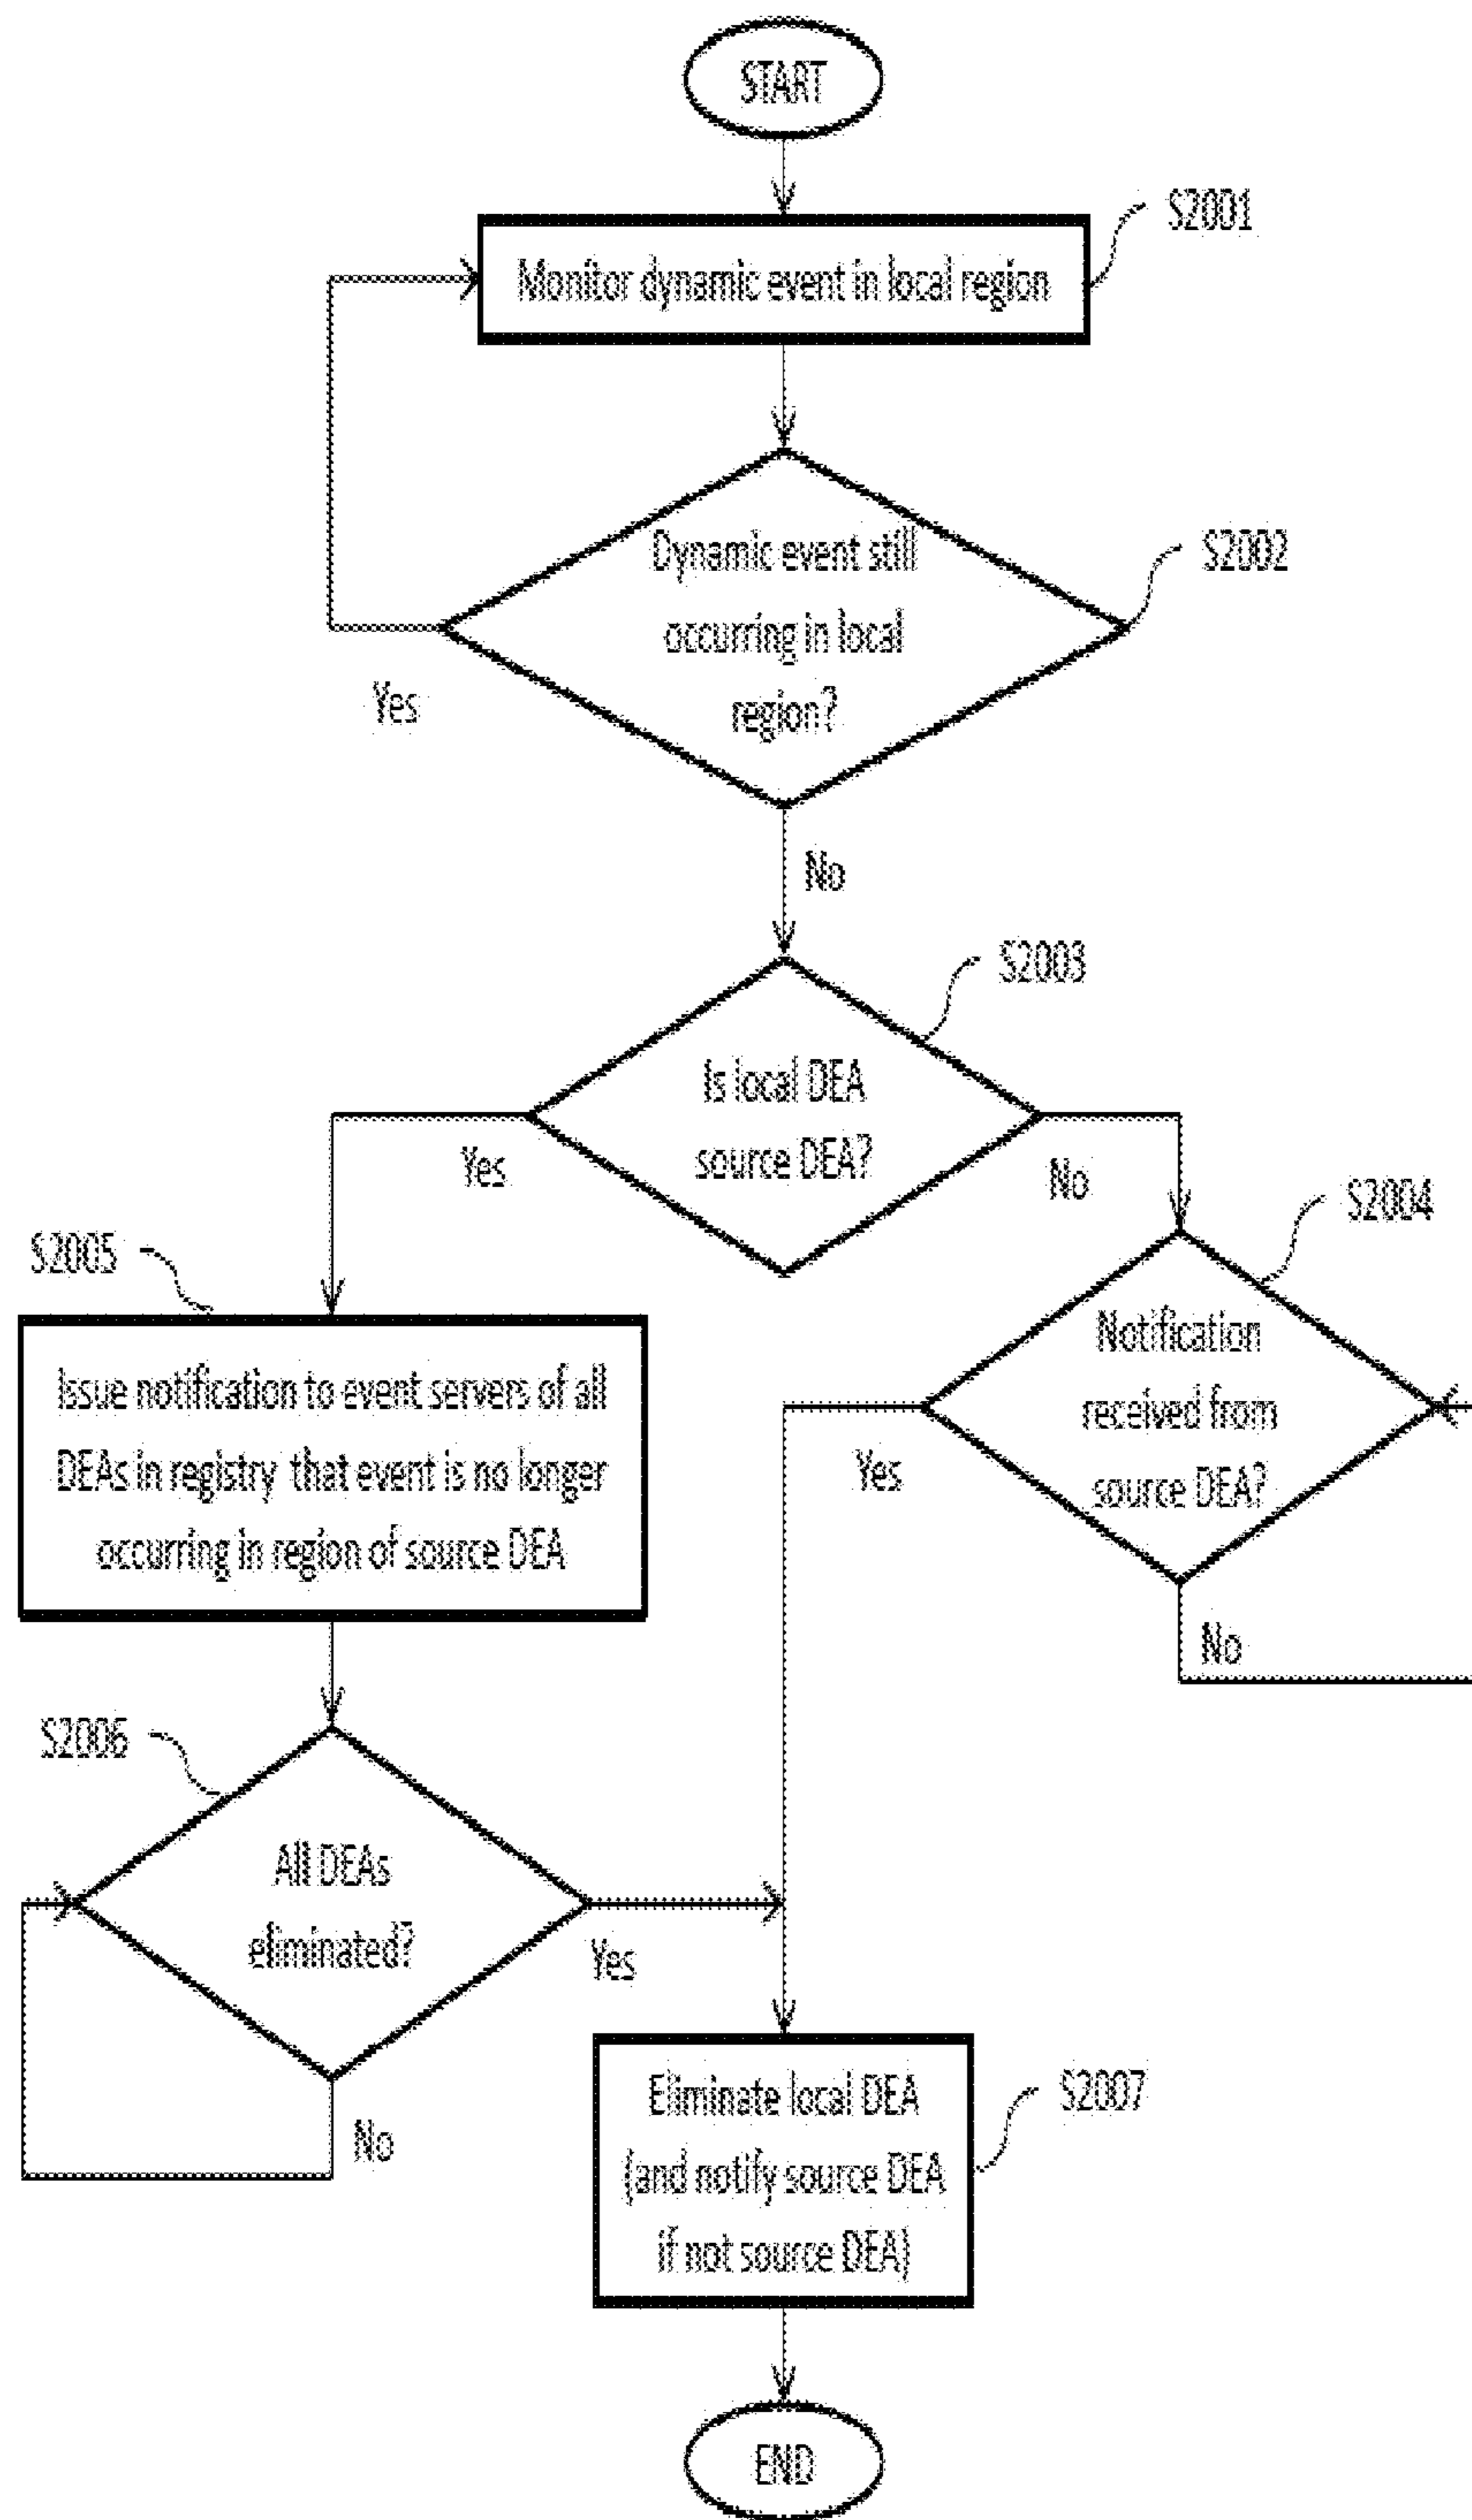 START
S2001
Monitor dynamic event in local region
S2002
Dynamic event still
occurring in local
region?
Yes
No
S2003
Is local DEA
source DEA?
Yes
No
S2004
S2005
Notification
received from
source DEA?
Yes
No
Issue notification to event servers of all
DEAs in registry that event is no longer
occurring in region of source DEA
S2006
All DEAs
eliminated?
Yes
No
S2007
Eliminate local DEA
(and notify source DEA
if not source DEA)
END